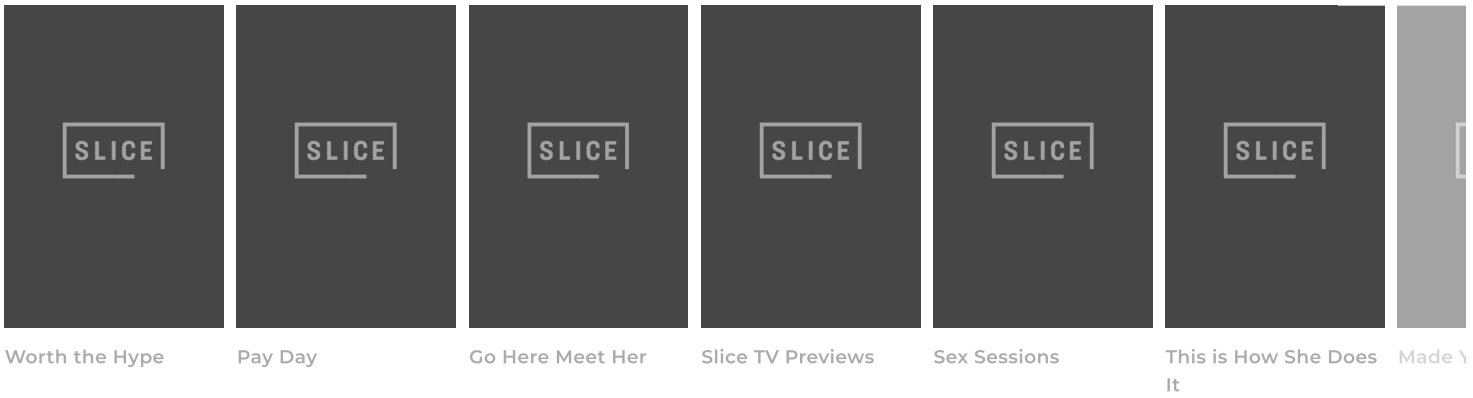 SLICE
SLICE
SLICE
SLICE
SLICE
SLICE
Worth the Hype
Pay Day
Go Here Meet Her
Slice TV Previews
Sex Sessions
This is How She Does
It
Made